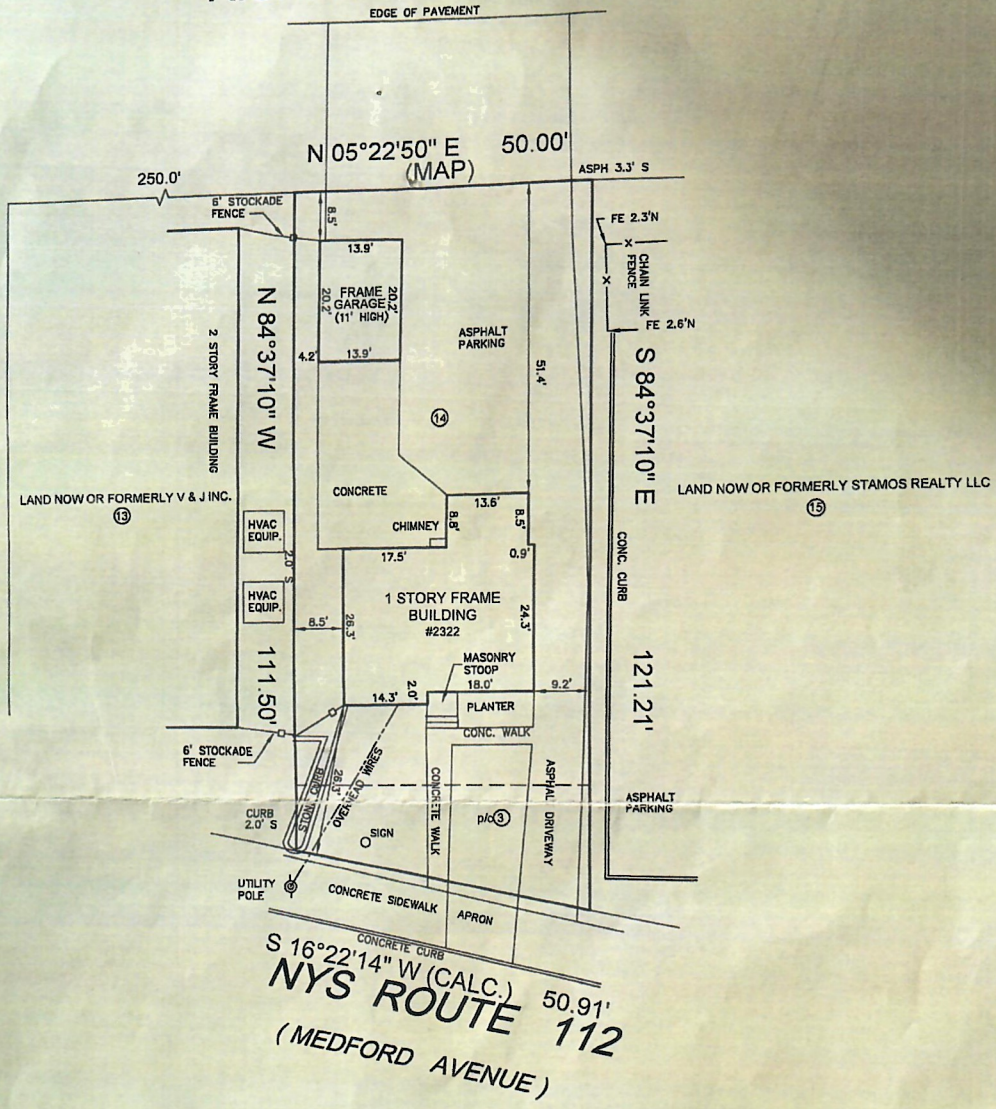 EDGE OF PAVEMENT
N 05°22'50" E 50.00'
(MAP)
ASPH 3.3' S
250.0'
6' STOCKADE
FENCE
8.5'
FE 2.3'N
X
X
CHAIN LINK
FENCE
FE 2.6'N
13.9'
20.2'
FRAME
GARAGE
(11' HIGH)
20.2'
13.9'
4.2'
ASPHALT
PARKING
51.4'
2 STORY FRAME BUILDING
N 84°37'10" W
111.50'
S 84°37'10" E
121.21'
14
LAND NOW OR FORMERLY V & J INC.
13
LAND NOW OR FORMERLY STAMOS REALTY LLC
15
CONCRETE
CHIMNEY
13.6'
8.8'
8.5'
0.9'
17.5'
HVAC
EQUIP.
2.0' S
HVAC
EQUIP.
8.5'
26.3'
1 STORY FRAME
BUILDING
#2322
24.3'
CONC. CURB
MASONRY
STOOP
18.0'
9.2'
14.3'
2.0'
PLANTER
CONC. WALK
6' STOCKADE
FENCE
CURB
2.0' S
STONE CURB
26.3'
OVERHEAD WIRES
SIGN
CONCRETE WALK
p/o 3
ASPHAL DRIVEWAY
ASPHALT
PARKING
UTILITY
POLE
CONCRETE SIDEWALK
APRON
CONCRETE CURB
S 16°22'14" W (CALC.) 50.91'
NYS ROUTE 112
(MEDFORD AVENUE)